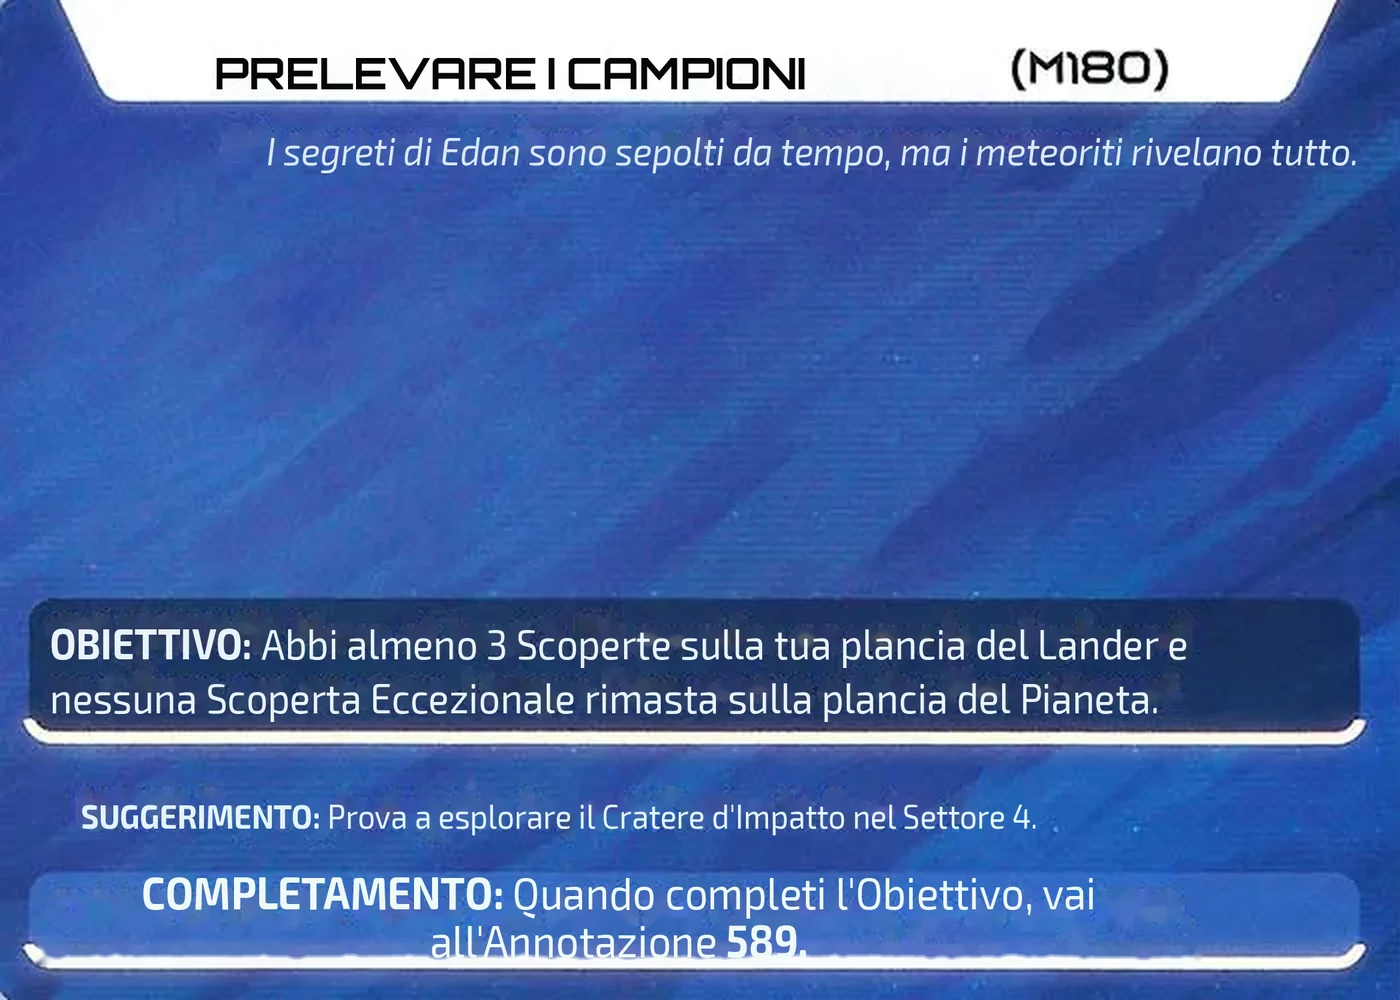 PRELEVARE I CAMPIONI (M180)
I segreti di Edan sono sepolti da tempo, ma i meteoriti rivelano tutto.
OBIETTIVO: Abbi almeno 3 Scoperte sulla tua plancia del Lander e
nessuna Scoperta Eccezionale rimasta sulla plancia del Pianeta.
SUGGERIMENTO: Prova a esplorare il Cratere d'Impatto nel Settore 4.
COMPLETAMENTO: Quando completi l'Obiettivo, vai
all'Annotazione 589.